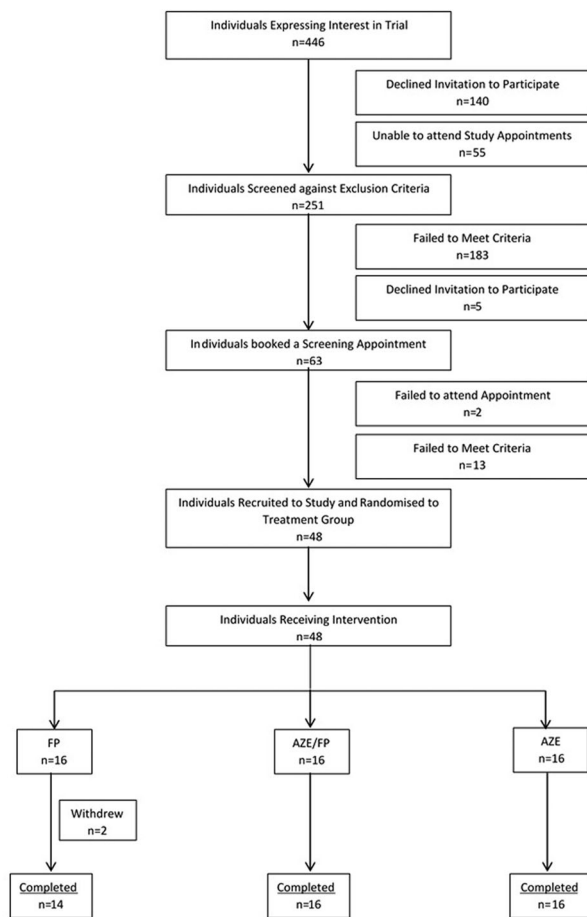 Individuals Expressing Interest in Trial
n=446
Declined Invitation to Participate
n=140
Unable to attend Study Appointments
n=55
Individuals Screened against Exclusion Criteria
n=251
Failed to Meet Criteria
n=183
Declined Invitation to Participate
n=5
Individuals booked a Screening Appointment
n=63
Failed to attend Appointment
n=2
Failed to Meet Criteria
n=13
Individuals Recruited to Study and Randomised to
Treatment Group
n=48
Individuals Receiving Intervention
n=48
FP
n=16
AZE/FP
n=16
AZE
n=16
Withdrew
n=2
Completed
n=14
Completed
n=16
Completed
n=16